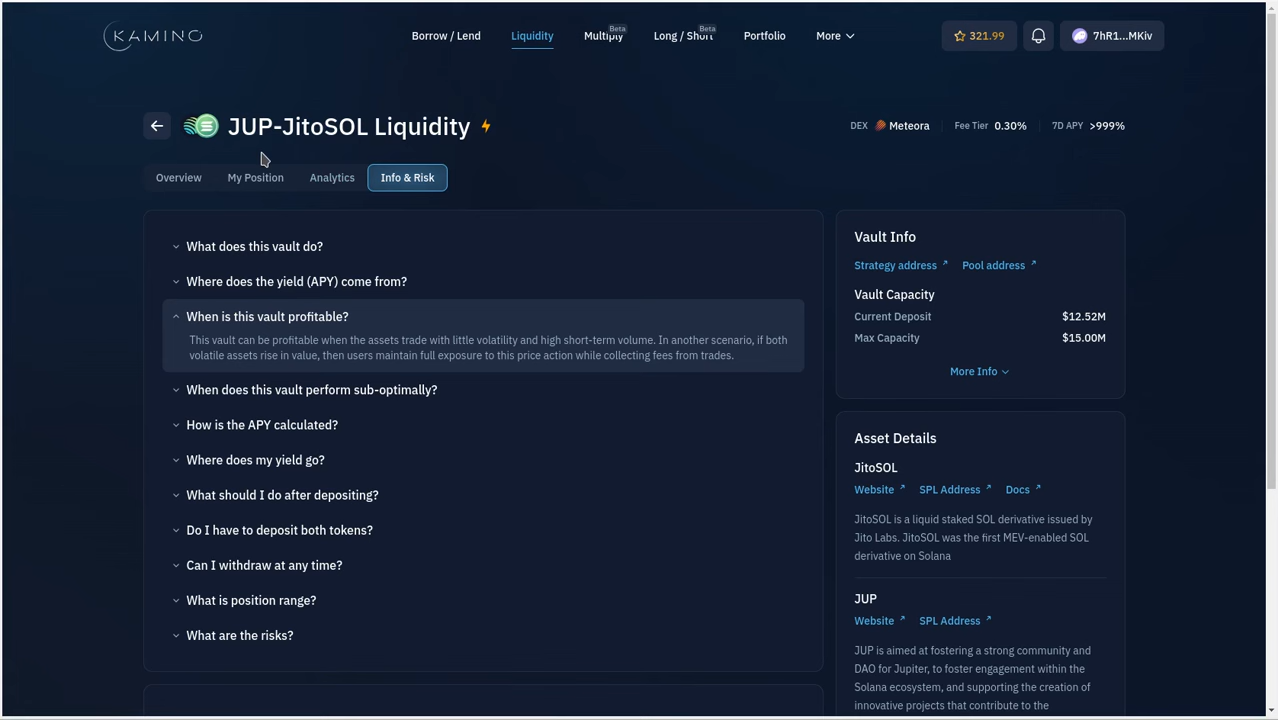 KAMINO
Borrow / Lend
Liquidity
Multiply
Beta
Long / Short
Beta
Portfolio
More
321.99
7hR1...MKiv
JUP-JitoSOL Liquidity
DEX Meteora
Fee Tier 0.30%
7D APY >999%
Overview
My Position
Analytics
Info & Risk
What does this vault do?
Where does the yield (APY) come from?
When is this vault profitable?
This vault can be profitable when the assets trade with little volatility and high short-term volume. In another scenario, if both
volatile assets rise in value, then users maintain full exposure to this price action while collecting fees from trades.
When does this vault perform sub-optimally?
How is the APY calculated?
Where does my yield go?
What should I do after depositing?
Do I have to deposit both tokens?
Can I withdraw at any time?
What is position range?
What are the risks?
Vault Info
Strategy address
Pool address
Vault Capacity
Current Deposit $12.52M
Max Capacity $15.00M
More Info
Asset Details
JitoSOL
Website
SPL Address
Docs
JitoSOL is a liquid staked SOL derivative issued by
Jito Labs. JitoSOL was the first MEV-enabled SOL
derivative on Solana
JUP
Website
SPL Address
JUP is aimed at fostering a strong community and
DAO for Jupiter, to foster engagement within the
Solana ecosystem, and supporting the creation of
innovative projects that contribute to the